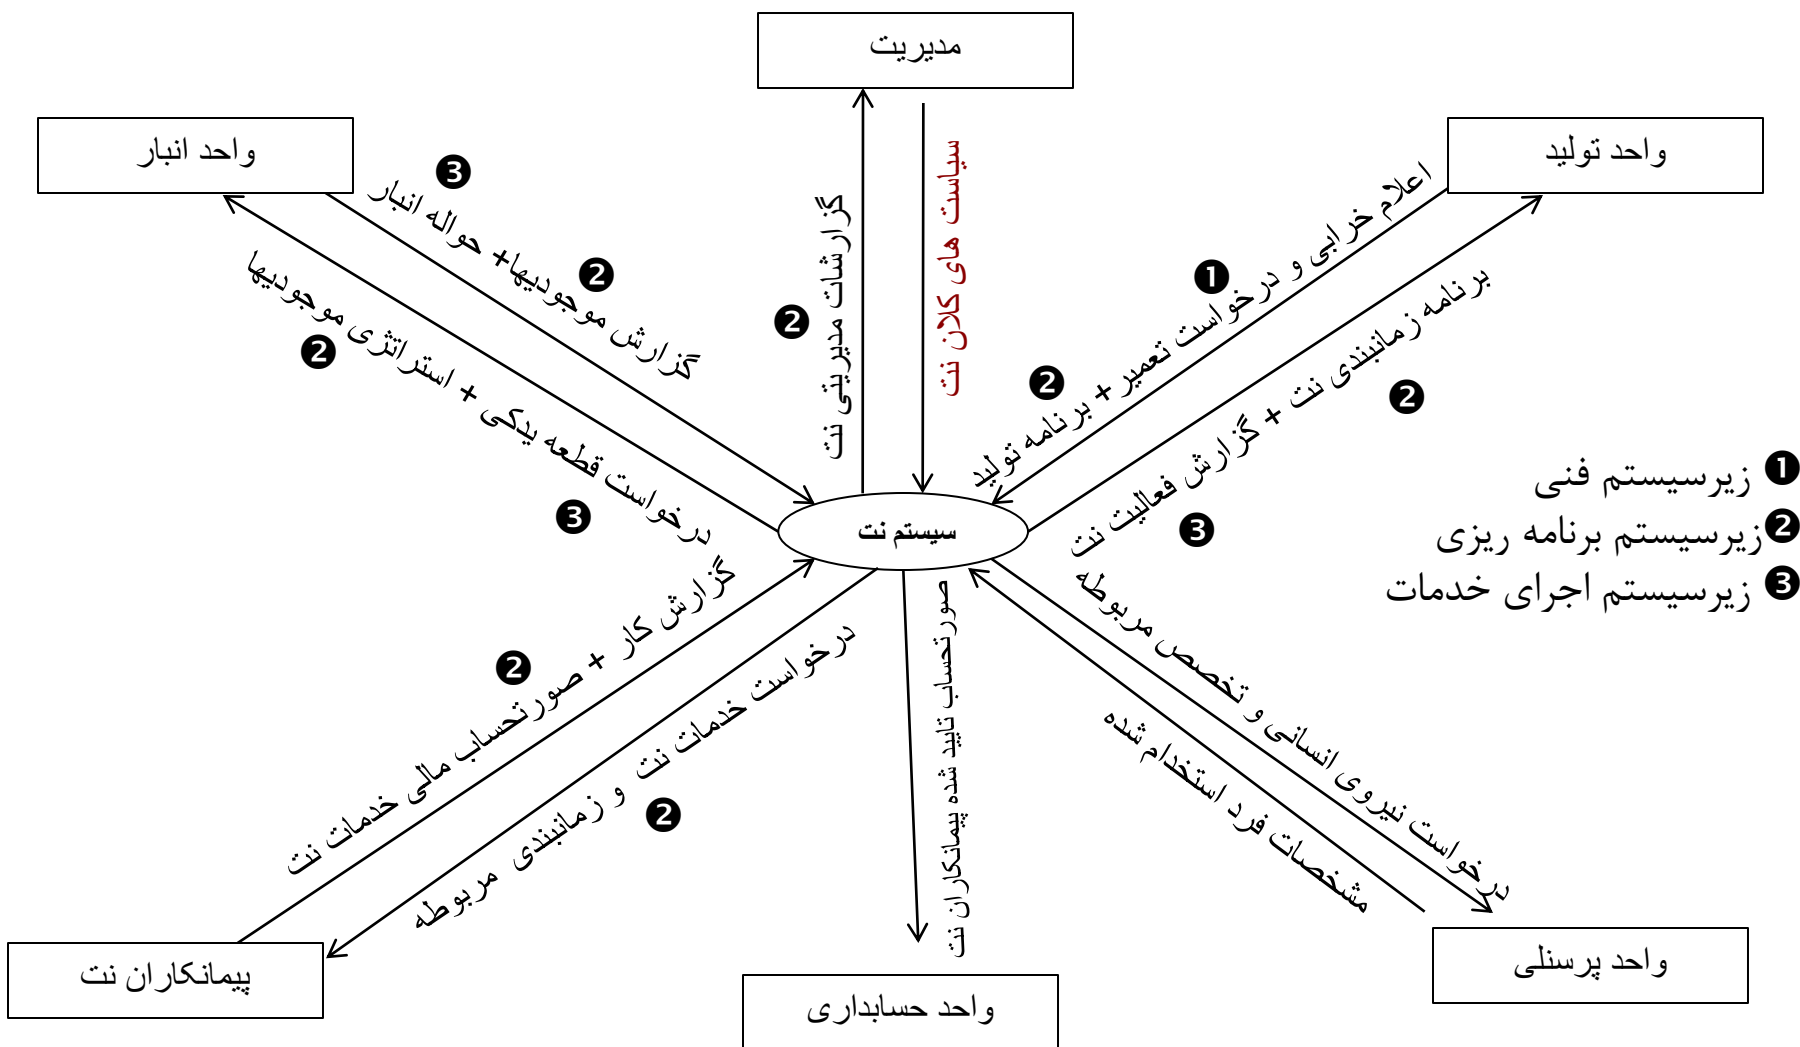 مدیریت
واحد تولید
واحد انبار
❸
حواله انبار
گزارش موجودیها+
❷
درخواست قطعه یدکی + استراتژی موجودیها
❷
❸
گزارشات مدیریتی نت
❷
سیاست های کلان نت
اعلام خرابی و درخواست تعمیر + برنامه تولید
❶
❷
برنامه زمانبندی نت + گزارش فعالیت نت
❷
❸
❶ زیرسیستم فنی
❷زیرسیستم برنامه ریزی
❸ زیرسیستم اجرای خدمات
سیستم نت
گزارش کار + صورتحساب مالی خدمات نت
❷
درخواست خدمات نت و زمانبندی مربوطه
❷
صورتحساب تایید شده پیمانکاران نت
درخواست نیروی انسانی و تخصص مربوطه
مشخصات فرد استخدام شده
پیمانکاران نت
واحد حسابداری
واحد پرسنلی